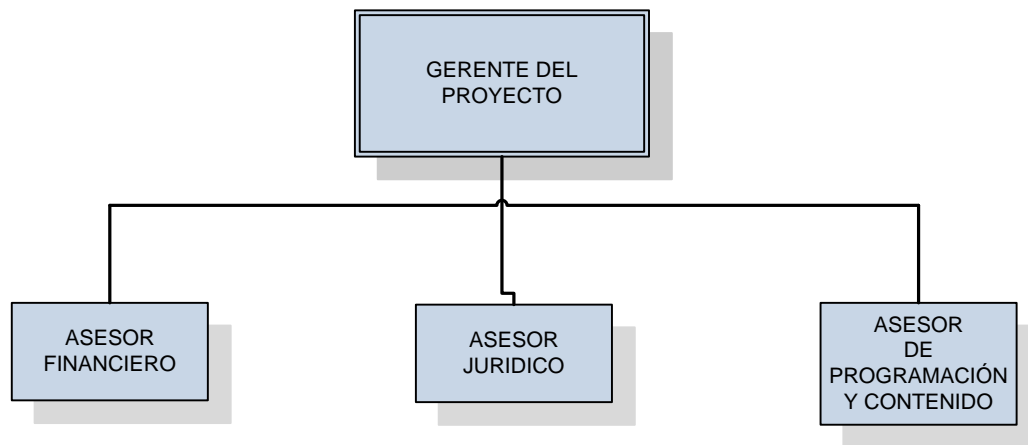 GERENTE DEL
PROYECTO
ASESOR
FINANCIERO
ASESOR
JURIDICO
ASESOR
DE
PROGRAMACIÓN
Y CONTENIDO